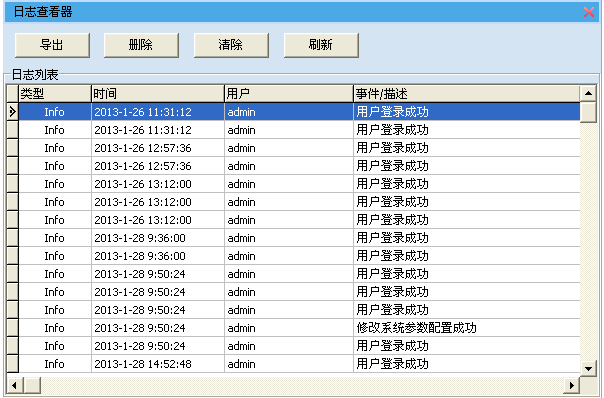 日志查看器
导出 删除 清除 刷新
日志列表
类型 时间 用户 事件/描述
Info 2013-1-26 11:31:12 admin 用户登录成功
Info 2013-1-26 11:31:12 admin 用户登录成功
Info 2013-1-26 12:57:36 admin 用户登录成功
Info 2013-1-26 12:57:36 admin 用户登录成功
Info 2013-1-26 13:12:00 admin 用户登录成功
Info 2013-1-26 13:12:00 admin 用户登录成功
Info 2013-1-26 13:12:00 admin 用户登录成功
Info 2013-1-28 9:36:00 admin 用户登录成功
Info 2013-1-28 9:36:00 admin 用户登录成功
Info 2013-1-28 9:50:24 admin 用户登录成功
Info 2013-1-28 9:50:24 admin 用户登录成功
Info 2013-1-28 9:50:24 admin 用户登录成功
Info 2013-1-28 9:50:24 admin 修改系统参数配置成功
Info 2013-1-28 9:50:24 admin 用户登录成功
Info 2013-1-28 14:52:48 admin 用户登录成功